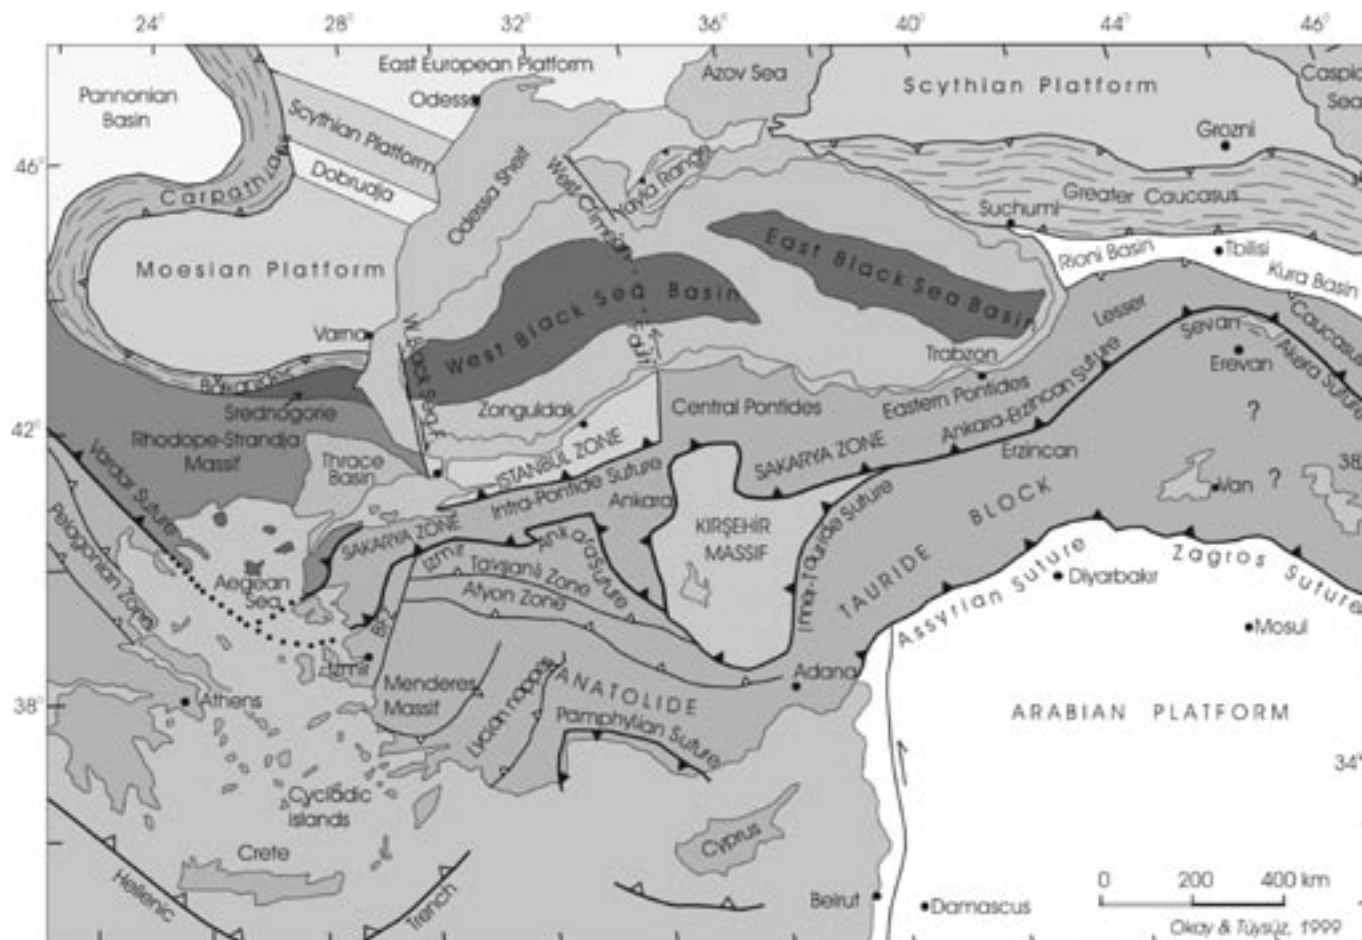 24° 28° 32° 36° 40° 44° 46°
East European Platform
Azov Sea
Scythian Platform
Caspian
Sea
Pannonian
Basin
Odessa
Scythian Platform
Grozni
46°
Dobrudja
Carpathians
Odessa Shelf
West-Crimean
Fault
Yayla Range
Greater Caucasus
Suchumi
Moesian Platform
East Black Sea Basin
Rioni Basin
Tbilisi
Kura Basin
West Black Sea Basin
Lesser
Caucasus
Varna
W. Black Sea F.
Sevan
Akera Suture
Trabzon
Erevan
Balkanides
Srednogorie
Zonguldak
Central Pontides
Eastern Pontides
42°
Rhodope-Strandja
Massif
ISTANBUL ZONE
SAKARYA ZONE
Ankara-Erzincan Suture
Erzincan
?
Vardar Suture
Thrace
Basin
Intra-Pontide Suture
38
Van
?
Ankara
BLOCK
Pelagonian Zone
SAKARYA ZONE
KIRŞEHİR
MASSIF
İzmir
Ankara Suture
Inner-Tauride Suture
Aegean
Sea
Tavşanlı Zone
Afyon Zone
TAURIDE
Assyrian Suture
Zagros Suture
Diyarbakır
Mosul
İzmir
Adana
Menderes
Massif
ANATOLIDE
38°
Athens
Lycian nappes
Pamphylian Suture
ARABIAN PLATFORM
34°
Cycladic
Islands
Crete
Cyprus
Hellenic
Trench
0 200 400 km
Beirut
Damascus
Okay & Tüysüz, 1999